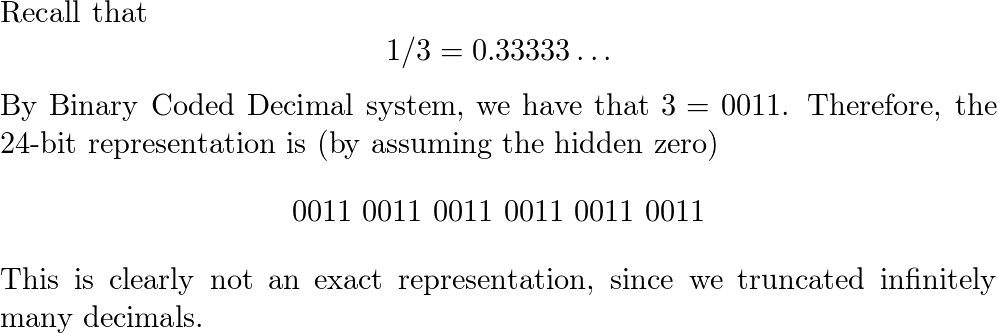 Recall that
1/3 = 0.33333...
By Binary Coded Decimal system, we have that 3 = 0011. Therefore, the
24-bit representation is (by assuming the hidden zero)
0011 0011 0011 0011 0011 0011
This is clearly not an exact representation, since we truncated infinitely
many decimals.